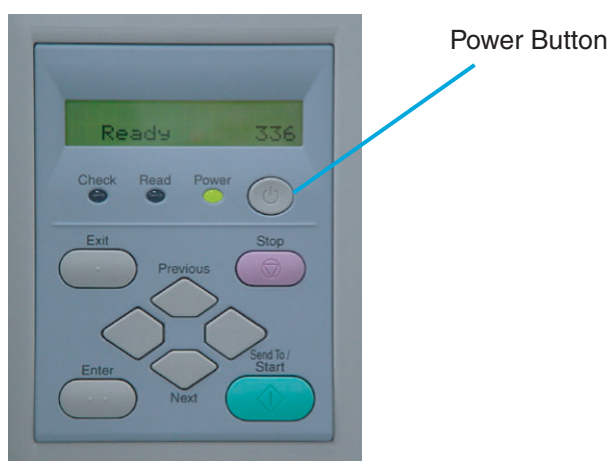 Power Button
Ready 336
Check Read Power
Exit
Stop
Previous
Send To /
Start
Enter
Next